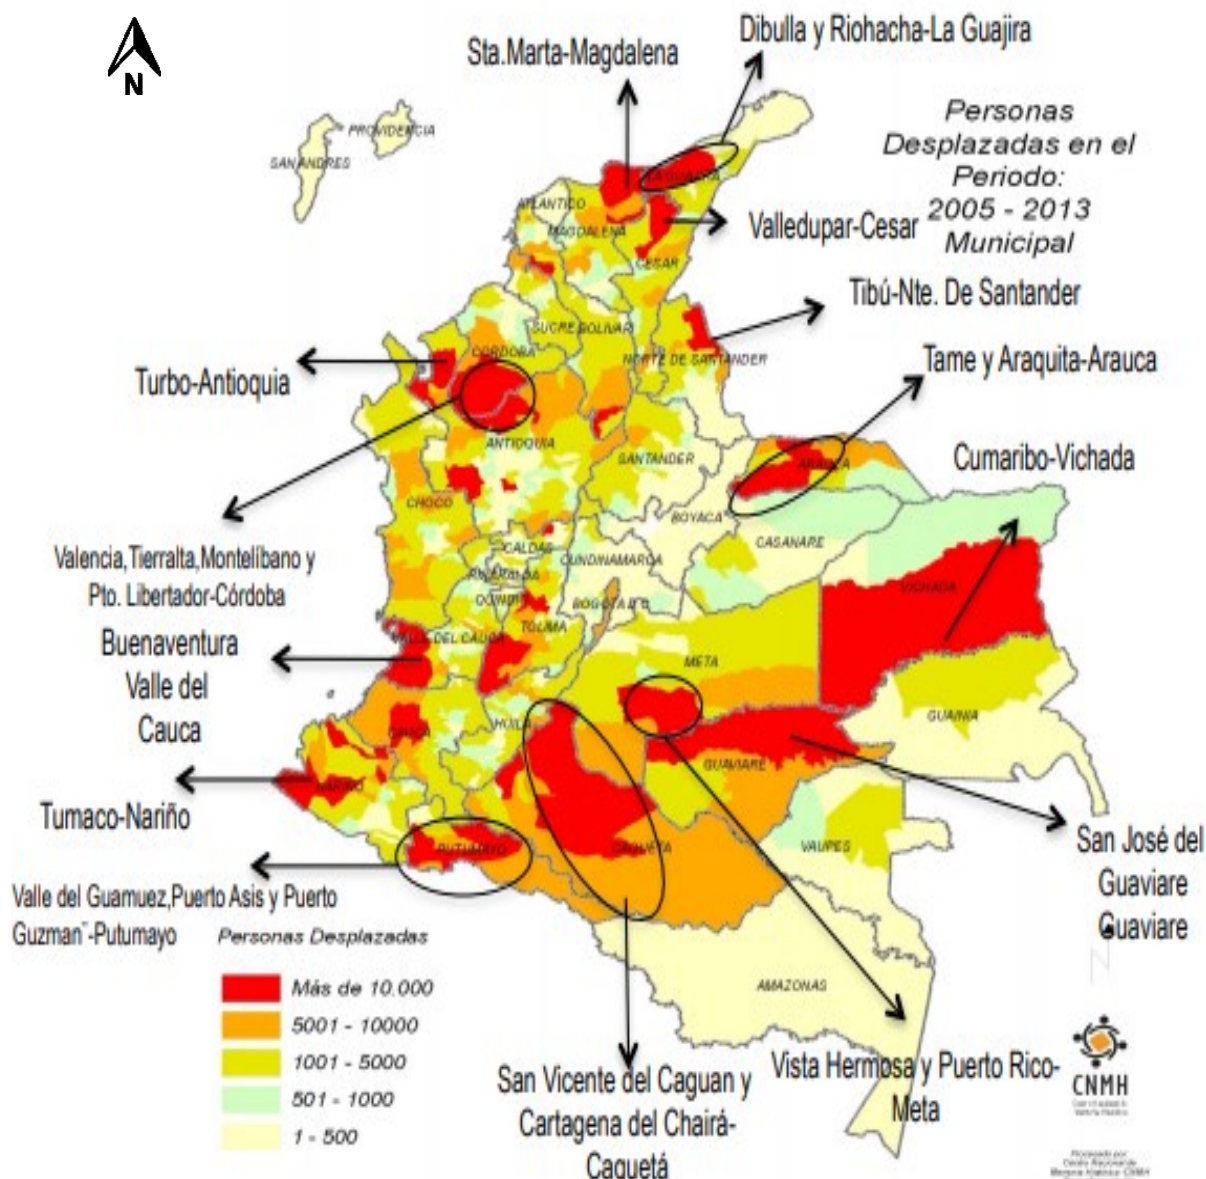 N
Sta.Marta-Magdalena
Dibulla y Riohacha-La Guajira
Personas
Desplazadas en el
Periodo:
2005 - 2013
Municipal
PROVIDENCIA
SAN ANDRES
LA GUAJIRA
ATLANTICO
MAGDALENA
Valledupar-Cesar
CESAR
Tibú-Nte. De Santander
SUCRE
BOLIVAR
CORDOBA
NORTE DE SANTANDER
Turbo-Antioquia
Tame y Araquita-Arauca
ANTIOQUIA
SANTANDER
ARAUCA
Cumaribo-Vichada
CHOCO
BOYACA
CASANARE
Valencia,Tierralta,Montelíbano y
Pto. Libertador-Córdoba
CALDAS
CUNDINAMARCA
RISARALDA
QUINDIO
BOGOTA D.C.
VICHADA
TOLIMA
VALLE DEL CAUCA
Buenaventura
Valle del
Cauca
META
HUILA
CAUCA
GUAINIA
GUAVIARE
Tumaco-Nariño
NARIÑO
PUTUMAYO
CAQUETA
VAUPES
San José del
Guaviare
Guaviare
Valle del Guamuez,Puerto Asis y Puerto
Guzman¨-Putumayo
Personas Desplazadas
Más de 10.000
5001 - 10000
1001 - 5000
501 - 1000
1 - 500
AMAZONAS
San Vicente del Caguan y
Cartagena del Chairá-
Caquetá
Vista Hermosa y Puerto Rico-
Meta
N
CNMH